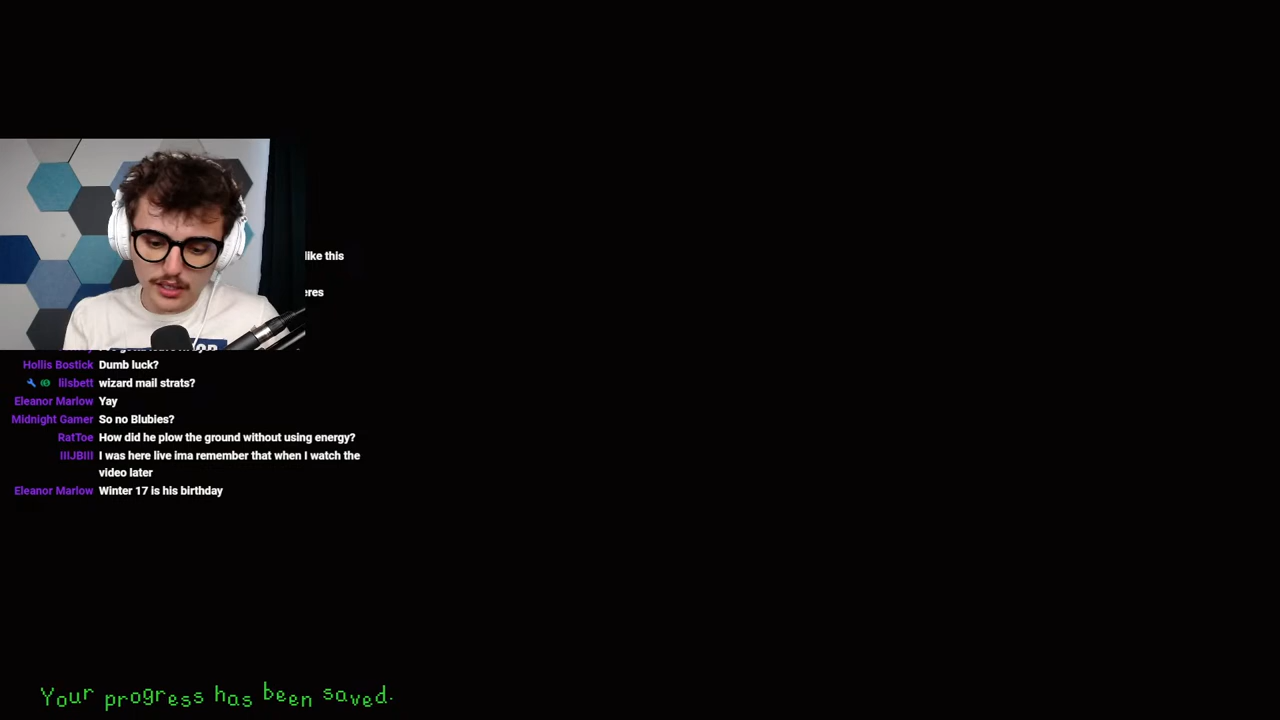 like this
Hollis Bostick Dumb luck?
lilsbett wizard mail strats?
Eleanor Marlow Yay
Midnight Gamer So no Blubies?
RatToe How did he plow the ground without using energy?
IIIJBIII I was here live ima remember that when I watch the
video later
Eleanor Marlow Winter 17 is his birthday
Your progress has been saved.